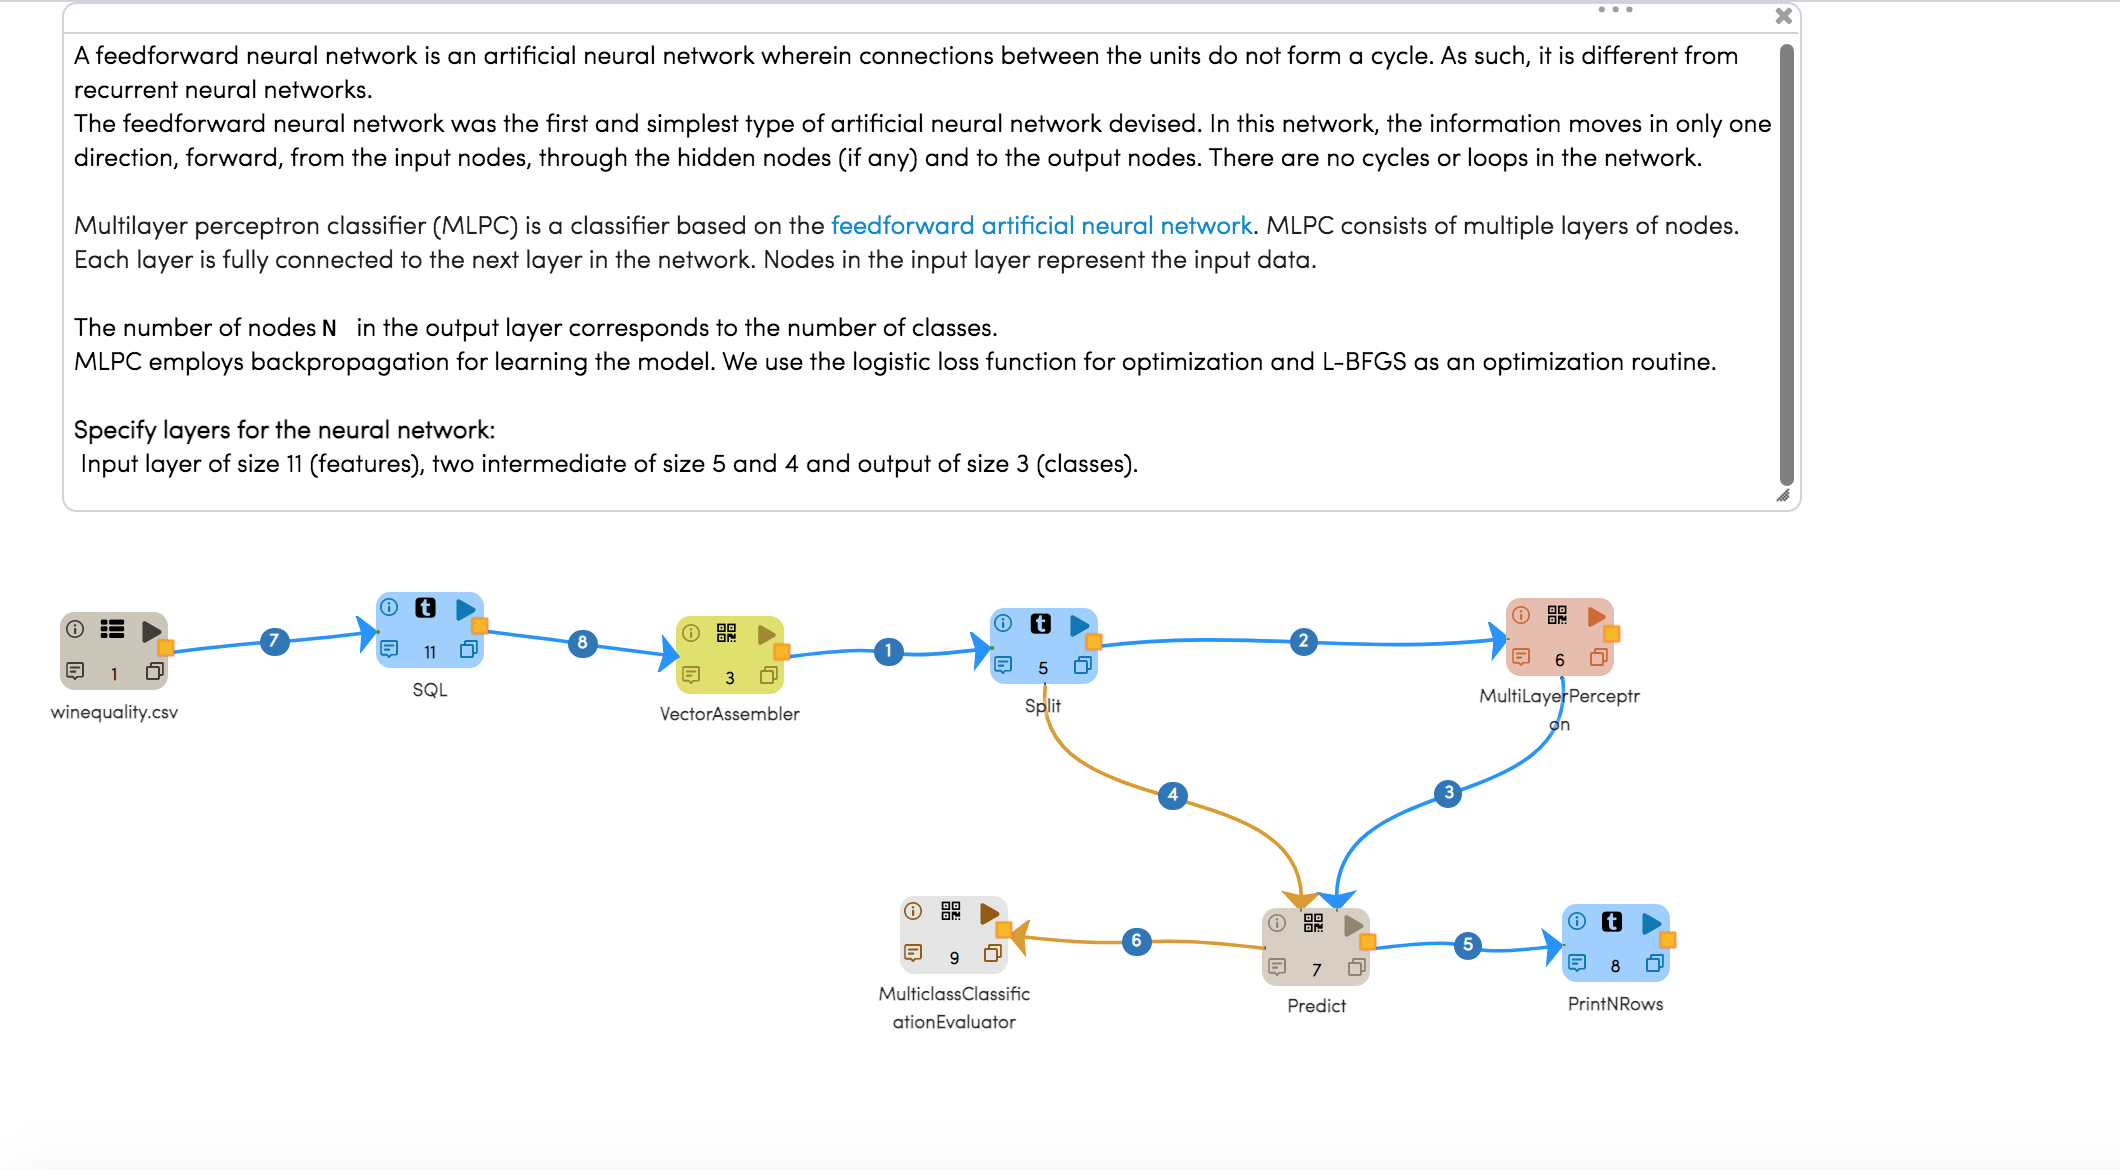 A feedforward neural network is an artificial neural network wherein connections between the units do not form a cycle. As such, it is different from
recurrent neural networks.
The feedforward neural network was the first and simplest type of artificial neural network devised. In this network, the information moves in only one
direction, forward, from the input nodes, through the hidden nodes (if any) and to the output nodes. There are no cycles or loops in the network.
Multilayer perceptron classifier (MLPC) is a classifier based on the feedforward artificial neural network. MLPC consists of multiple layers of nodes.
Each layer is fully connected to the next layer in the network. Nodes in the input layer represent the input data.
The number of nodes N in the output layer corresponds to the number of classes.
MLPC employs backpropagation for learning the model. We use the logistic loss function for optimization and L-BFGS as an optimization routine.
Specify layers for the neural network:
Input layer of size 11 (features), two intermediate of size 5 and 4 and output of size 3 (classes).
1
winequality.csv
7
t
11
SQL
8
3
VectorAssembler
1
t
5
Split
2
6
MultiLayerPerceptr
on
4
3
9
MulticlassClassific
ationEvaluator
6
7
Predict
5
t
8
PrintNRows